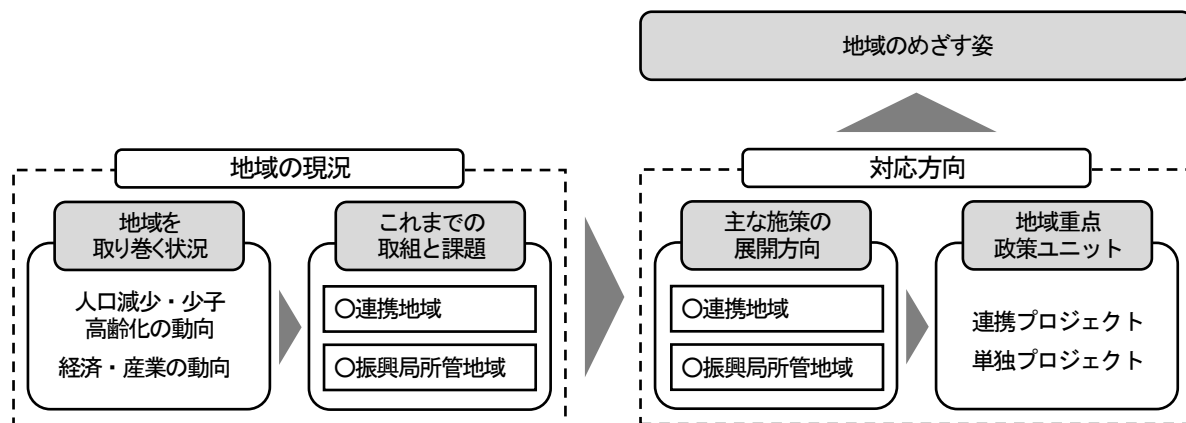 地域のめざす姿
地域の現況
地域を
取り巻く状況
人口減少・少子
高齢化の動向
経済・産業の動向
これまでの
取組と課題
○連携地域
○振興局所管地域
対応方向
主な施策の
展開方向
○連携地域
○振興局所管地域
地域重点
政策ユニット
連携プロジェクト
単独プロジェクト